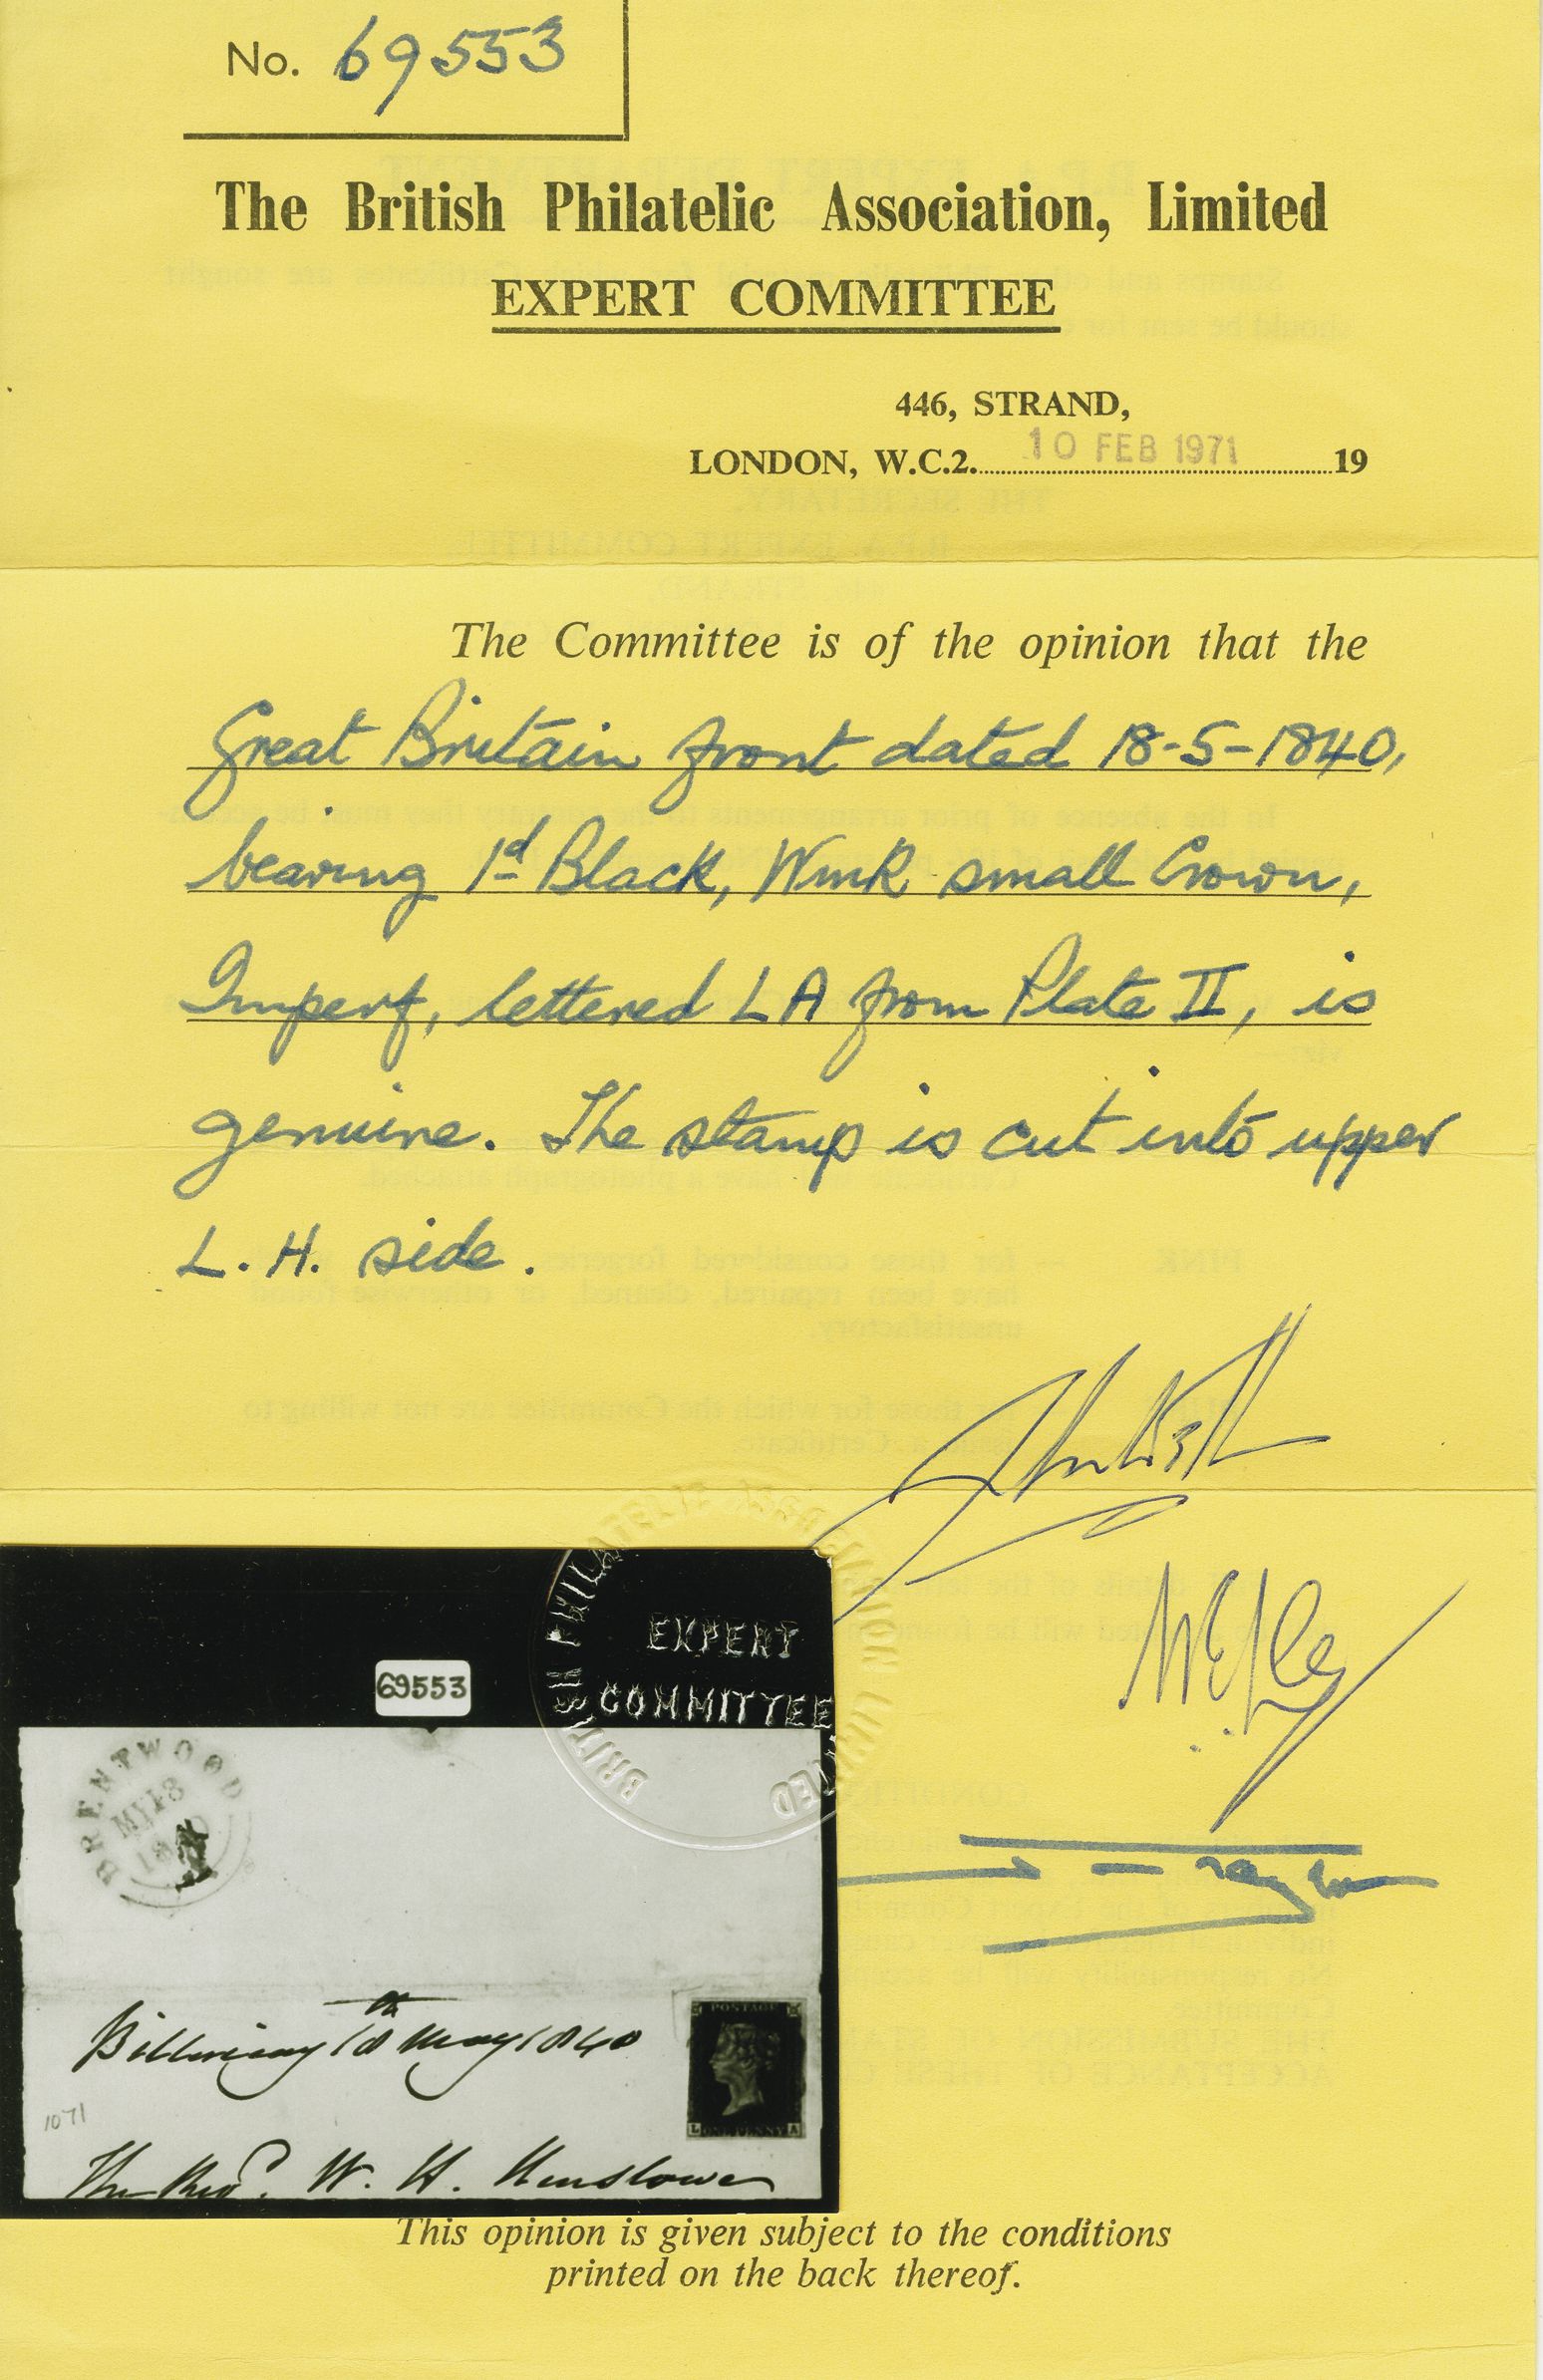 No. 69553
The British Philatelic Association, Limited
EXPERT COMMITTEE
446, STRAND,
LONDON, W.C.2. 10 FEB 1971 19
The Committee is of the opinion that the
Great Britain front dated 18-5-1840,
bearing 1d Black, WmK small Crown,
Imperf, lettered LA from Plate II, is
genuine. The stamp is cut into upper
L. H. side.
BRITISH PHILATELIC ASSOCIATION LIMITED
EXPERT
COMMITTEE
69553
BRENTWOOD
MY18
1840
Billericay 18th May 1840
POSTAGE
L ONE PENNY A
1071
The Revd. W. H. Henslowe
This opinion is given subject to the conditions
printed on the back thereof.